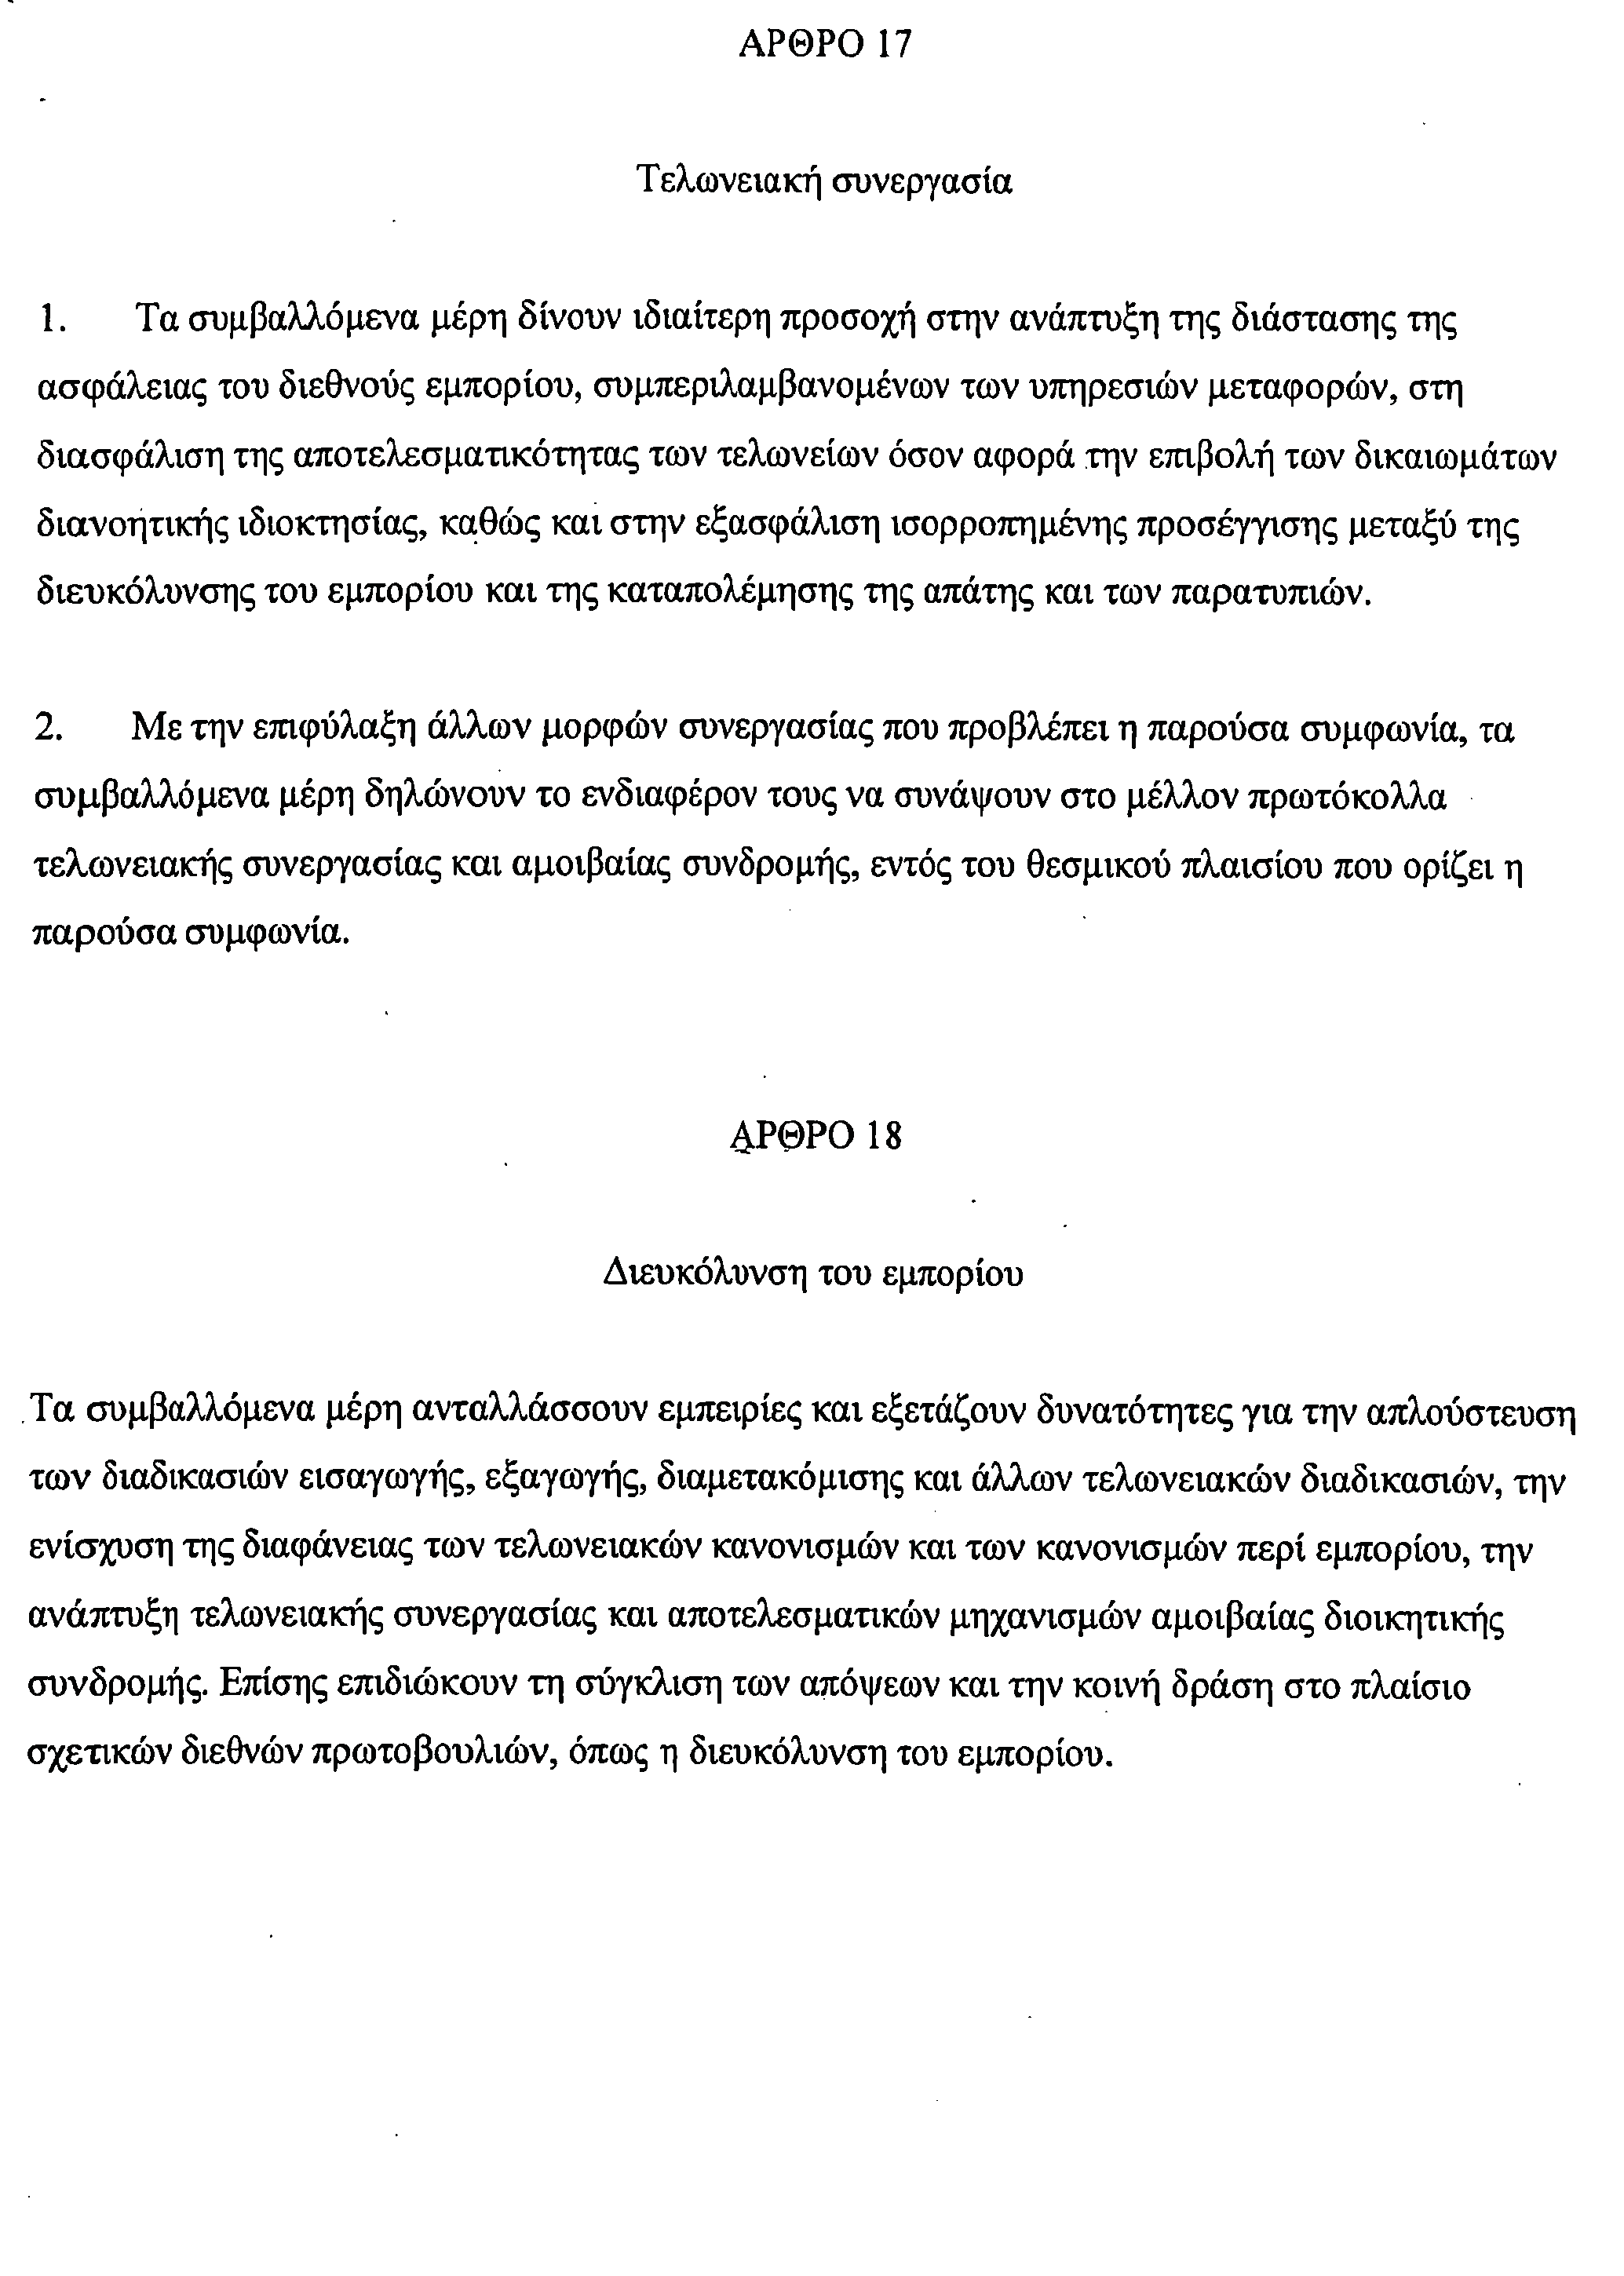 ΑΡΘΡΟ 17
Τελωνειακή συνεργασία
1. Τα συμβαλλόμενα μέρη δίνουν ιδιαίτερη προσοχή στην ανάπτυξη της διάστασης της
ασφάλειας του διεθνούς εμπορίου, συμπεριλαμβανομένων των υπηρεσιών μεταφορών, στη
διασφάλιση της αποτελεσματικότητας των τελωνείων όσον αφορά την επιβολή των δικαιωμάτων
διανοητικής ιδιοκτησίας, καθώς και στην εξασφάλιση ισορροπημένης προσέγγισης μεταξύ της
διευκόλυνσης του εμπορίου και της καταπολέμησης της απάτης και των παρατυπιών.
2. Με την επιφύλαξη άλλων μορφών συνεργασίας που προβλέπει η παρούσα συμφωνία, τα
συμβαλλόμενα μέρη δηλώνουν το ενδιαφέρον τους να συνάψουν στο μέλλον πρωτόκολλα
τελωνειακής συνεργασίας και αμοιβαίας συνδρομής, εντός του θεσμικού πλαισίου που ορίζει η
παρούσα συμφωνία.
ΑΡΘΡΟ 18
Διευκόλυνση του εμπορίου
Τα συμβαλλόμενα μέρη ανταλλάσσουν εμπειρίες και εξετάζουν δυνατότητες για την απλούστευση
των διαδικασιών εισαγωγής, εξαγωγής, διαμετακόμισης και άλλων τελωνειακών διαδικασιών, την
ενίσχυση της διαφάνειας των τελωνειακών κανονισμών και των κανονισμών περί εμπορίου, την
ανάπτυξη τελωνειακής συνεργασίας και αποτελεσματικών μηχανισμών αμοιβαίας διοικητικής
συνδρομής. Επίσης επιδιώκουν τη σύγκλιση των απόψεων και την κοινή δράση στο πλαίσιο
σχετικών διεθνών πρωτοβουλιών, όπως η διευκόλυνση του εμπορίου.